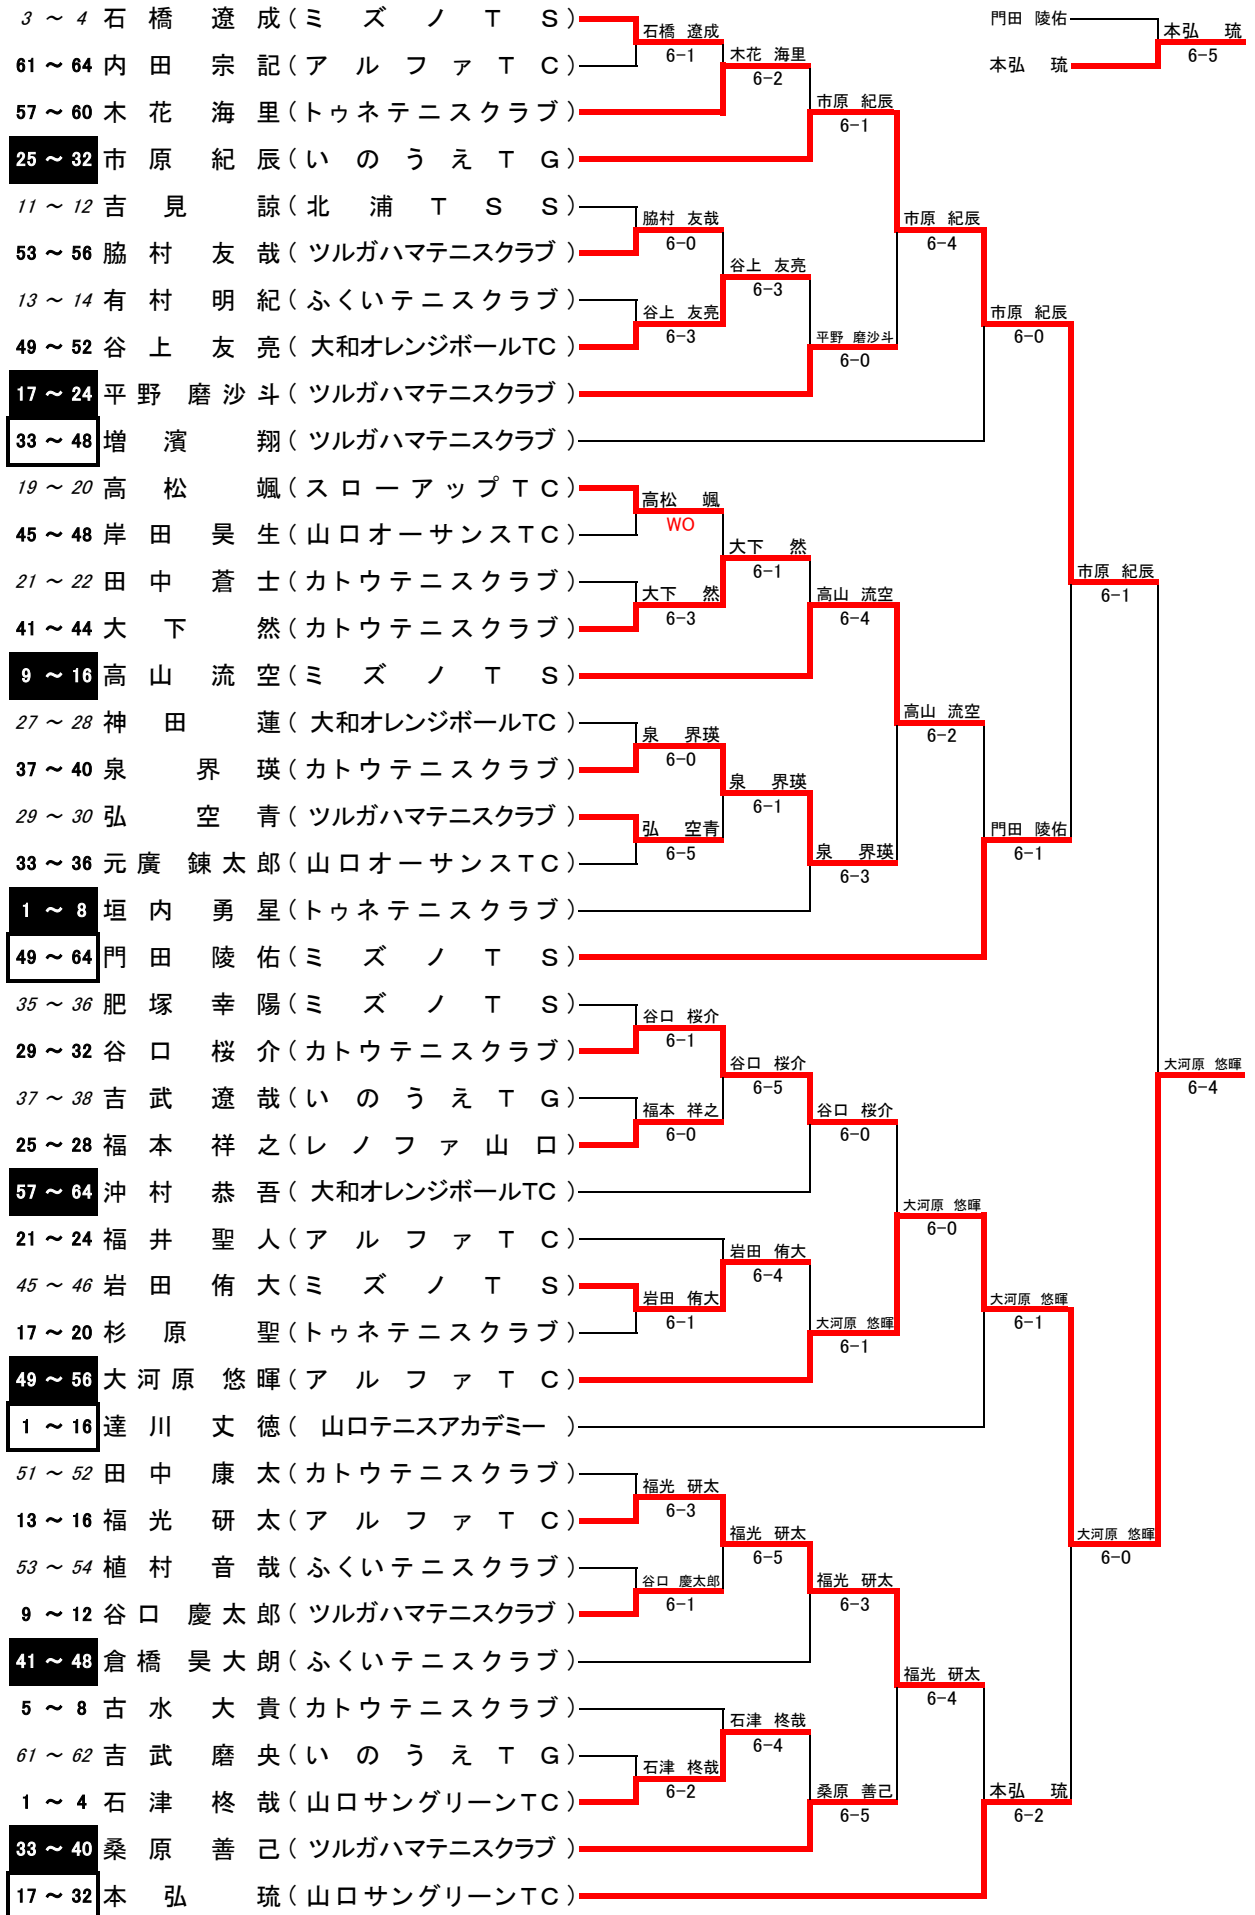 3 ～ 4 石橋 遼成 (ミズノTS)
61 ～ 64 内田 宗記 (アルファTC)
57 ～ 60 木花 海里 (トゥネテニスクラブ)
25 ～ 32 市原 紀辰 (いのうえTG)
11 ～ 12 吉見 諒 (北浦TSS)
53 ～ 56 脇村 友哉 (ツルガハマテニスクラブ)
13 ～ 14 有村 明紀 (ふくいテニスクラブ)
49 ～ 52 谷上 友亮 (大和オレンジボールTC)
17 ～ 24 平野 磨沙斗 (ツルガハマテニスクラブ)
33 ～ 48 増濱 翔 (ツルガハマテニスクラブ)
19 ～ 20 高松 颯 (スローアップTC)
45 ～ 48 岸田 昊生 (山口オーサンスTC)
21 ～ 22 田中 蒼士 (カトウテニスクラブ)
41 ～ 44 大下 然 (カトウテニスクラブ)
9 ～ 16 高山 流空 (ミズノTS)
27 ～ 28 神田 蓮 (大和オレンジボールTC)
37 ～ 40 泉 界瑛 (カトウテニスクラブ)
29 ～ 30 弘 空青 (ツルガハマテニスクラブ)
33 ～ 36 元廣 錬太郎 (山口オーサンスTC)
1 ～ 8 垣内 勇星 (トゥネテニスクラブ)
49 ～ 64 門田 陵佑 (ミズノTS)
35 ～ 36 肥塚 幸陽 (ミズノTS)
29 ～ 32 谷口 桜介 (カトウテニスクラブ)
37 ～ 38 吉武 遼哉 (いのうえTG)
25 ～ 28 福本 祥之 (レノファ山口)
57 ～ 64 沖村 恭吾 (大和オレンジボールTC)
21 ～ 24 福井 聖人 (アルファTC)
45 ～ 46 岩田 侑大 (ミズノTS)
17 ～ 20 杉原 聖 (トゥネテニスクラブ)
49 ～ 56 大河原 悠暉 (アルファTC)
1 ～ 16 達川 丈徳 (山口テニスアカデミー)
51 ～ 52 田中 康太 (カトウテニスクラブ)
13 ～ 16 福光 研太 (アルファTC)
53 ～ 54 植村 音哉 (ふくいテニスクラブ)
9 ～ 12 谷口 慶太郎 (ツルガハマテニスクラブ)
41 ～ 48 倉橋 昊大朗 (ふくいテニスクラブ)
5 ～ 8 古水 大貴 (カトウテニスクラブ)
61 ～ 62 吉武 磨央 (いのうえTG)
1 ～ 4 石津 柊哉 (山口サングリーンTC)
33 ～ 40 桑原 善己 (ツルガハマテニスクラブ)
17 ～ 32 本弘 琉 (山口サングリーンTC)
石橋 遼成
6-1
脇村 友哉
6-0
谷上 友亮
6-3
高松 颯
WO
大下 然
6-3
泉 界瑛
6-0
弘 空青
6-5
谷口 桜介
6-1
福本 祥之
6-0
岩田 侑大
6-1
福光 研太
6-3
谷口 慶太郎
6-1
石津 柊哉
6-2
木花 海里
6-2
谷上 友亮
6-3
大下 然
6-1
泉 界瑛
6-1
谷口 桜介
6-5
岩田 侑大
6-4
福光 研太
6-5
石津 柊哉
6-4
市原 紀辰
6-1
平野 磨沙斗
6-0
高山 流空
6-4
泉 界瑛
6-3
谷口 桜介
6-0
大河原 悠暉
6-1
福光 研太
6-3
桑原 善己
6-5
市原 紀辰
6-4
高山 流空
6-2
大河原 悠暉
6-0
福光 研太
6-4
市原 紀辰
6-0
門田 陵佑
6-1
大河原 悠暉
6-1
本弘 琉
6-2
市原 紀辰
6-1
大河原 悠暉
6-0
大河原 悠暉
6-4
門田 陵佑
本弘 琉
本弘 琉
6-5